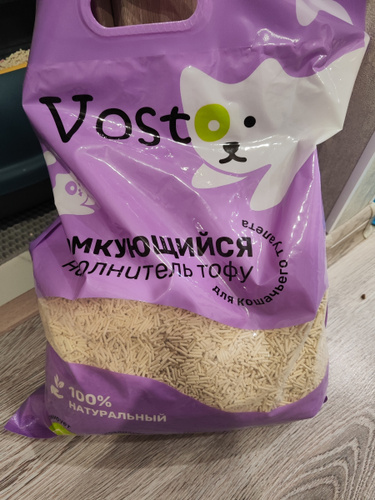 Vosto
мкующийся
полнитель тофу
для кошачьего туалета
100%
НАТУРАЛЬНЫЙ